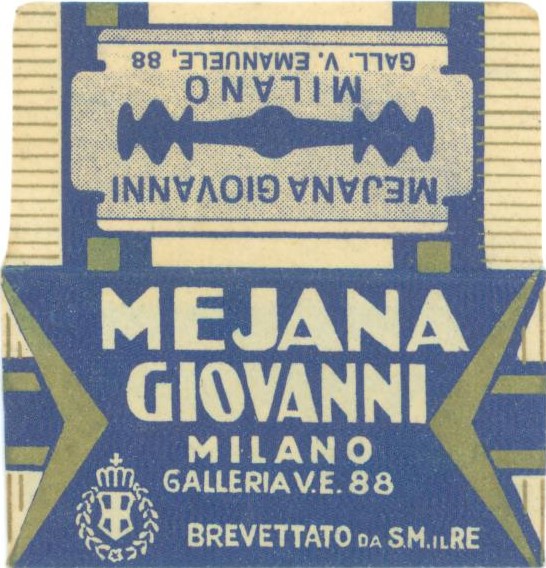 GALL. V. EMANUELE, 88
MILANO
MEJANA GIOVANNI
MEJANA
GIOVANNI
MILANO
GALLERIA V.E. 88
BREVETTATO DA S.M. IL RE